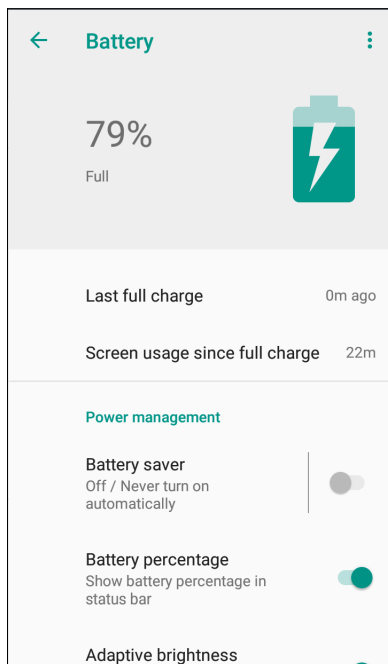 Battery
79%
Full
Last full charge 0m ago
Screen usage since full charge 22m
Power management
Battery saver
Off / Never turn on
automatically
Battery percentage
Show battery percentage in
status bar
Adaptive brightness